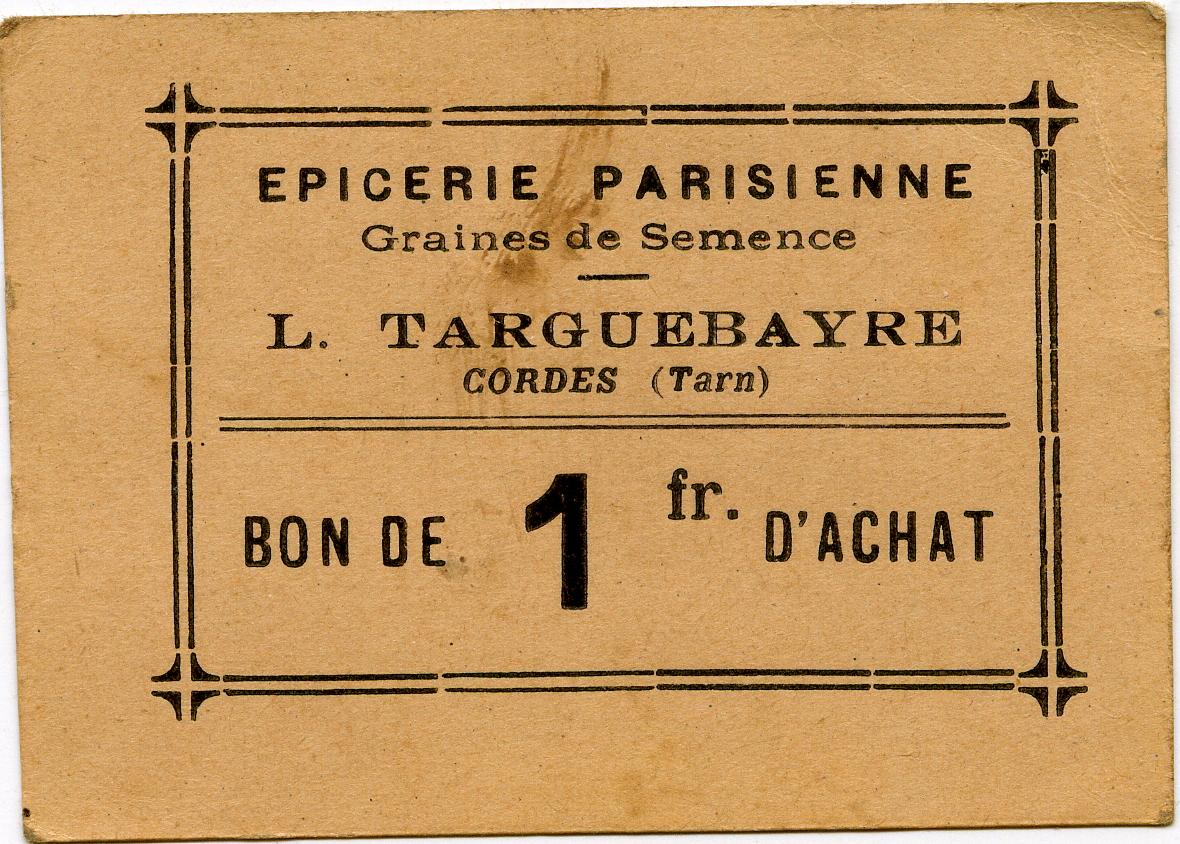 EPICERIE PARISIENNE
Graines de Semence
L. TARGUEBAYRE
CORDES (Tarn)
BON DE 1 fr. D'ACHAT